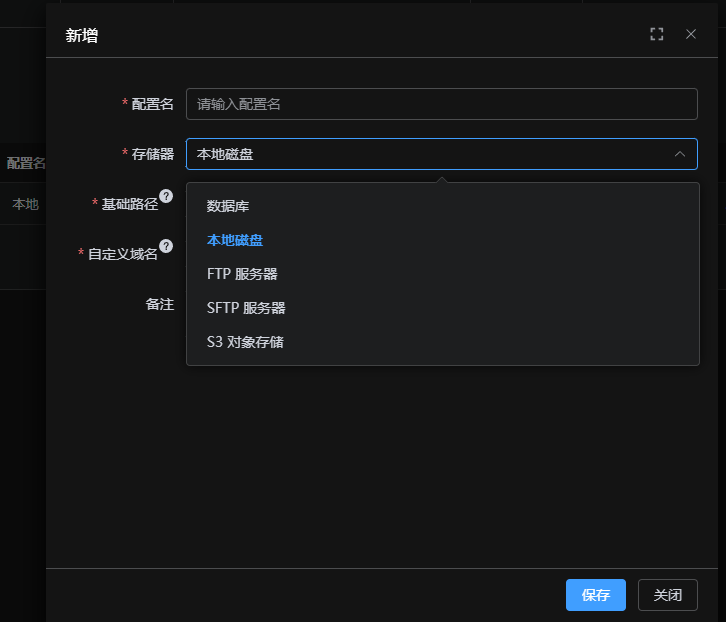 新增
* 配置名 请输入配置名
* 存储器 本地磁盘
配置名
本地
* 基础路径 ?
* 自定义域名 ?
备注
数据库
本地磁盘
FTP 服务器
SFTP 服务器
S3 对象存储
保存 关闭